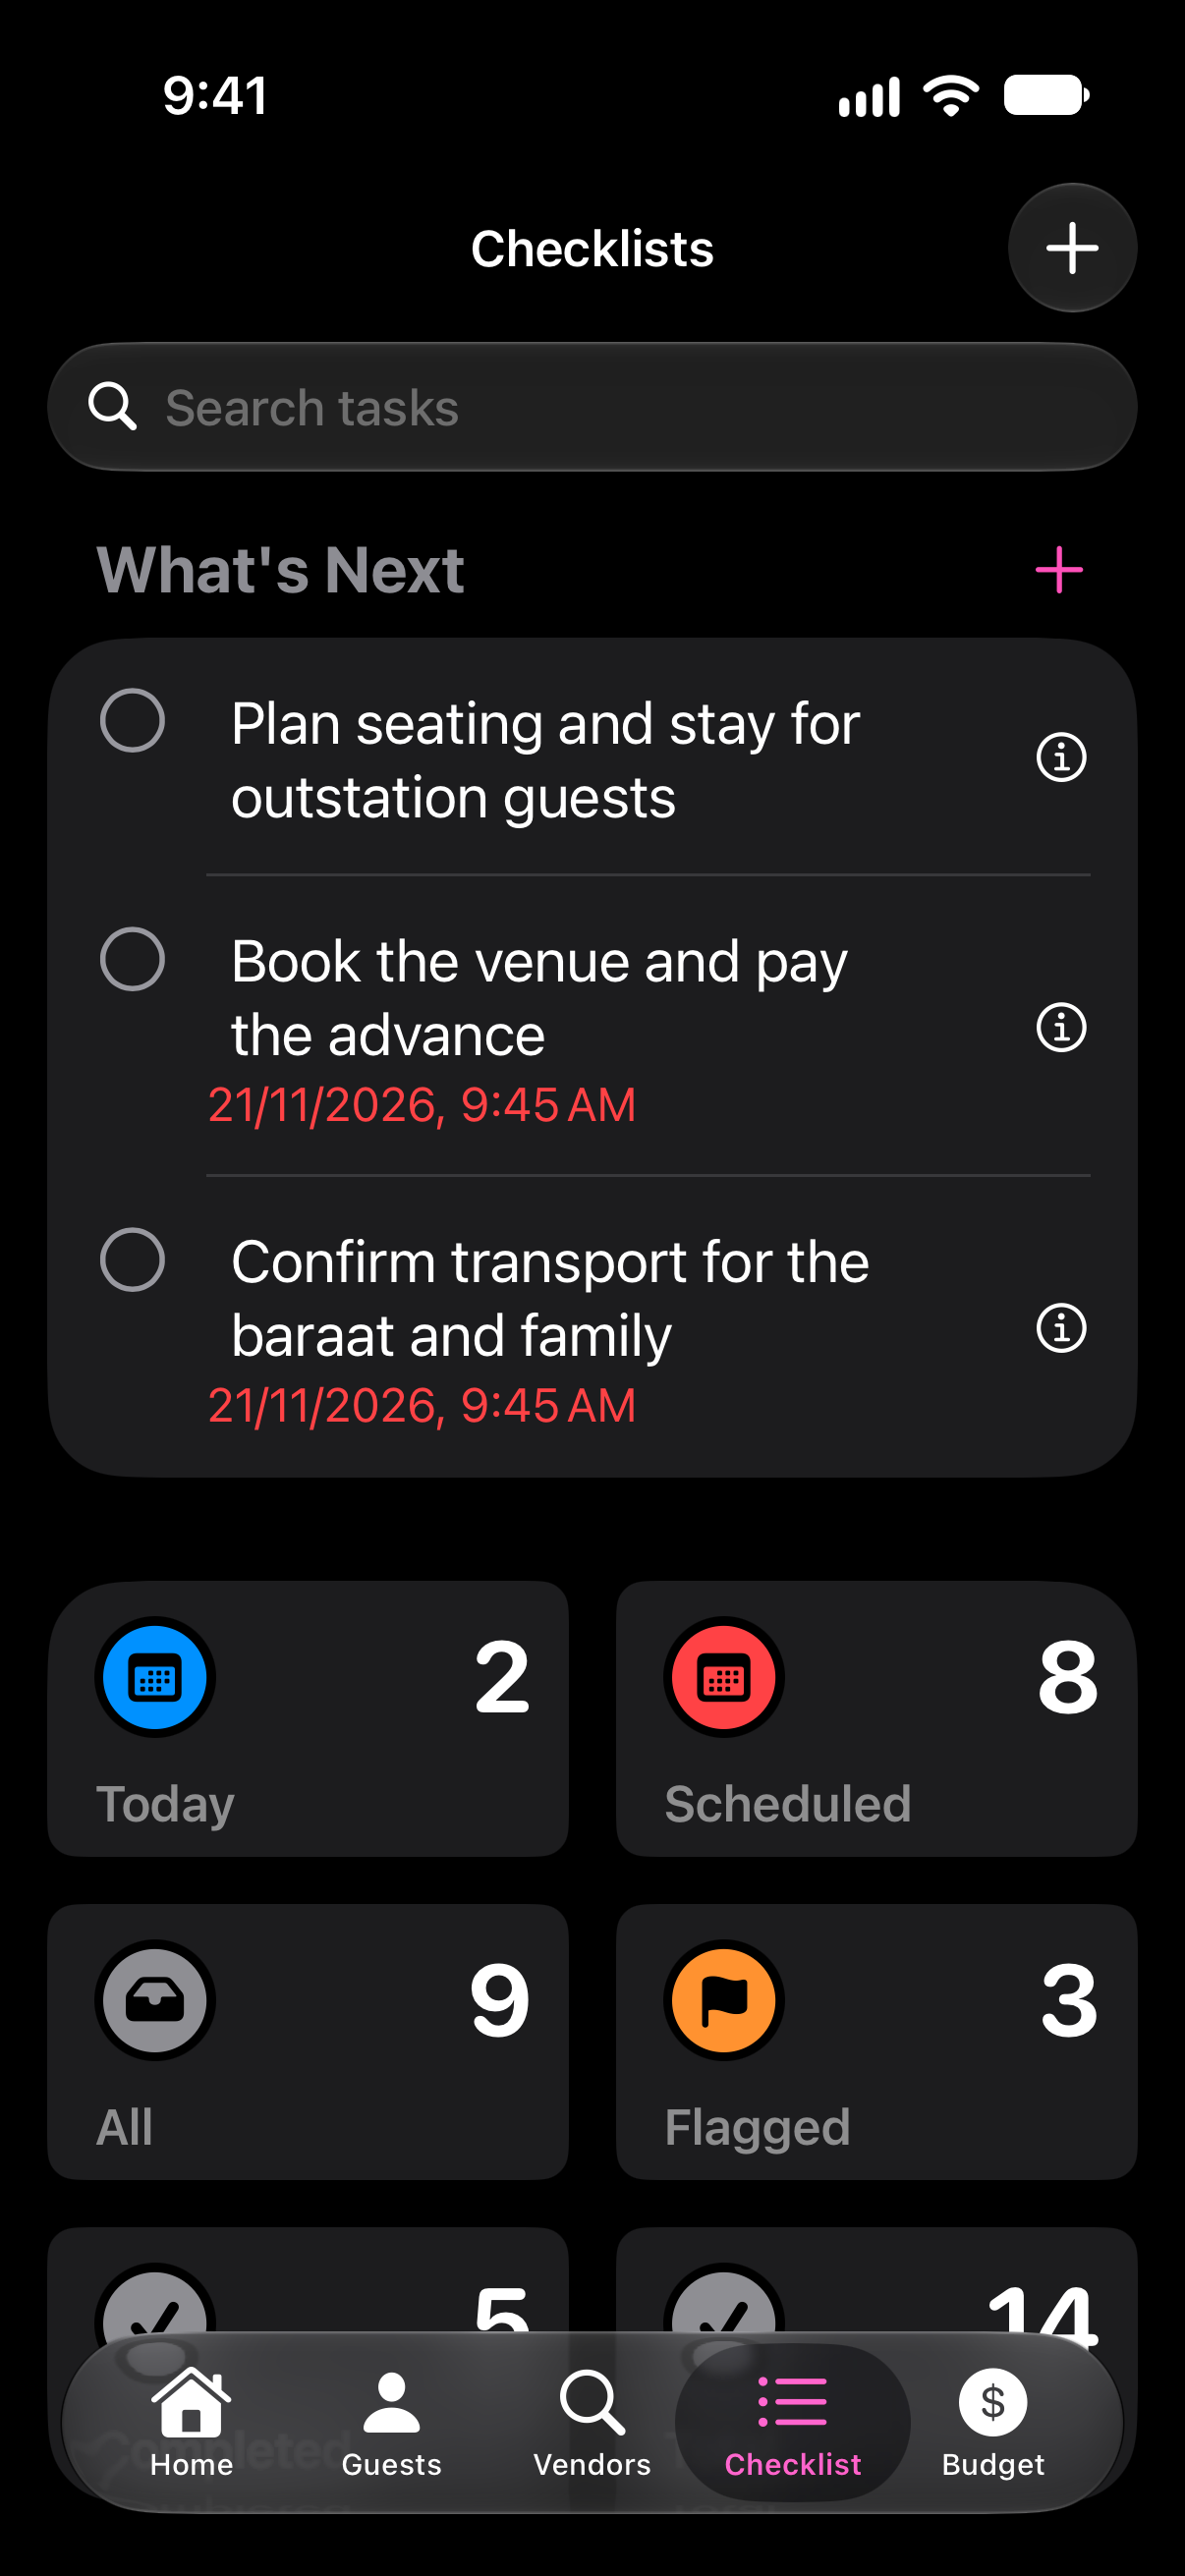 9:41
Checklists
Search tasks
What's Next
Plan seating and stay for
outstation guests
Book the venue and pay
the advance
21/11/2026, 9:45 AM
Confirm transport for the
baraat and family
21/11/2026, 9:45 AM
2
8
Today
Scheduled
9
3
All
Flagged
5
14
Completed
Home
Guests
Vendors
Checklist
$
Budget